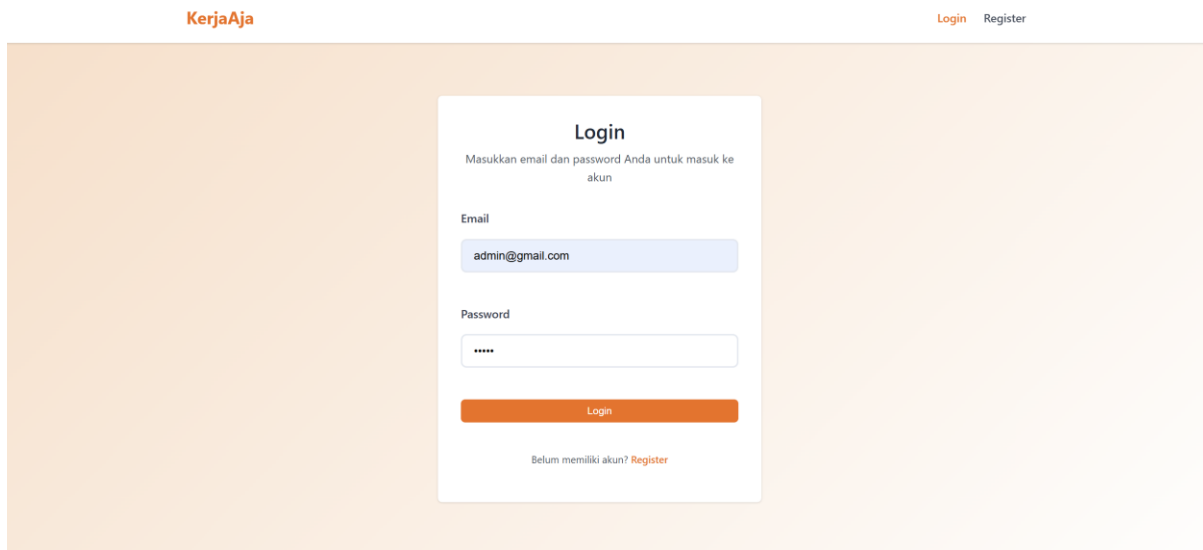 KerjaAja
Login Register
Login
Masukkan email dan password Anda untuk masuk ke
akun
Email
admin@gmail.com
Password
•••••
Login
Belum memiliki akun? Register